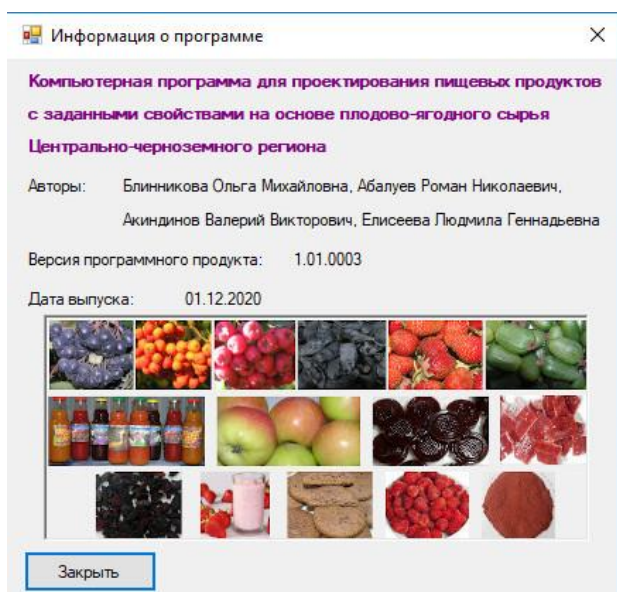 Информация о программе
Компьютерная программа для проектирования пищевых продуктов
с заданными свойствами на основе плодово-ягодного сырья
Центрально-черноземного региона
Авторы: Блинникова Ольга Михайловна, Абалуев Роман Николаевич,
Акиндинов Валерий Викторович, Елисеева Людмила Геннадьевна
Версия программного продукта: 1.01.0003
Дата выпуска: 01.12.2020
Закрыть